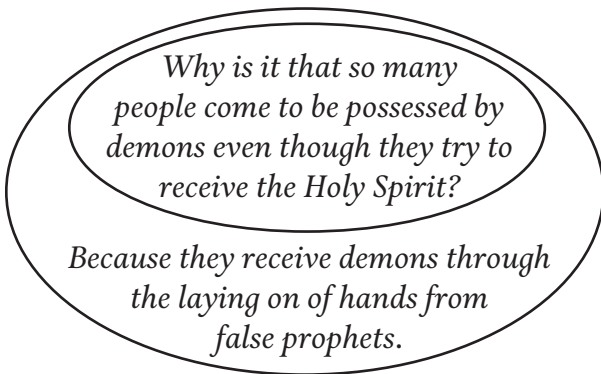 Why is it that so many
people come to be possessed by
demons even though they try to
receive the Holy Spirit?
Because they receive demons through
the laying on of hands from
false prophets.